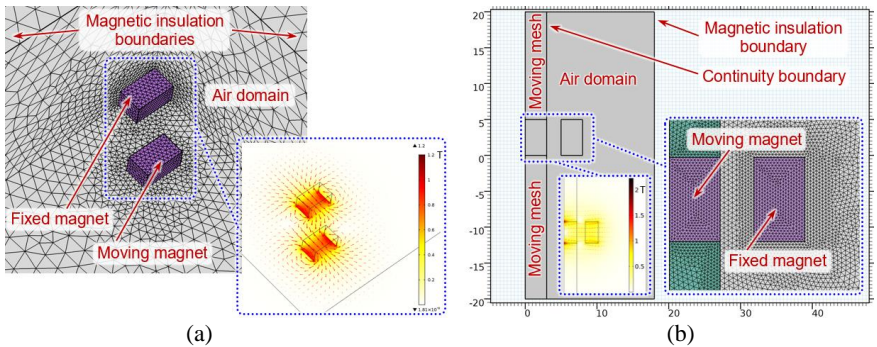 Magnetic insulation
boundaries
Air domain
Fixed magnet
Moving magnet
1.2
1.2 T
1
0.8
0.6
0.4
0.2
(a)
20
15
10
5
0
-5
-10
-15
-20
0
10
20
30
40
Moving mesh
Air domain
Magnetic insulation
boundary
Continuity boundary
Moving mesh
2 T
1.5
1
0.5
Moving magnet
Fixed magnet
(b)